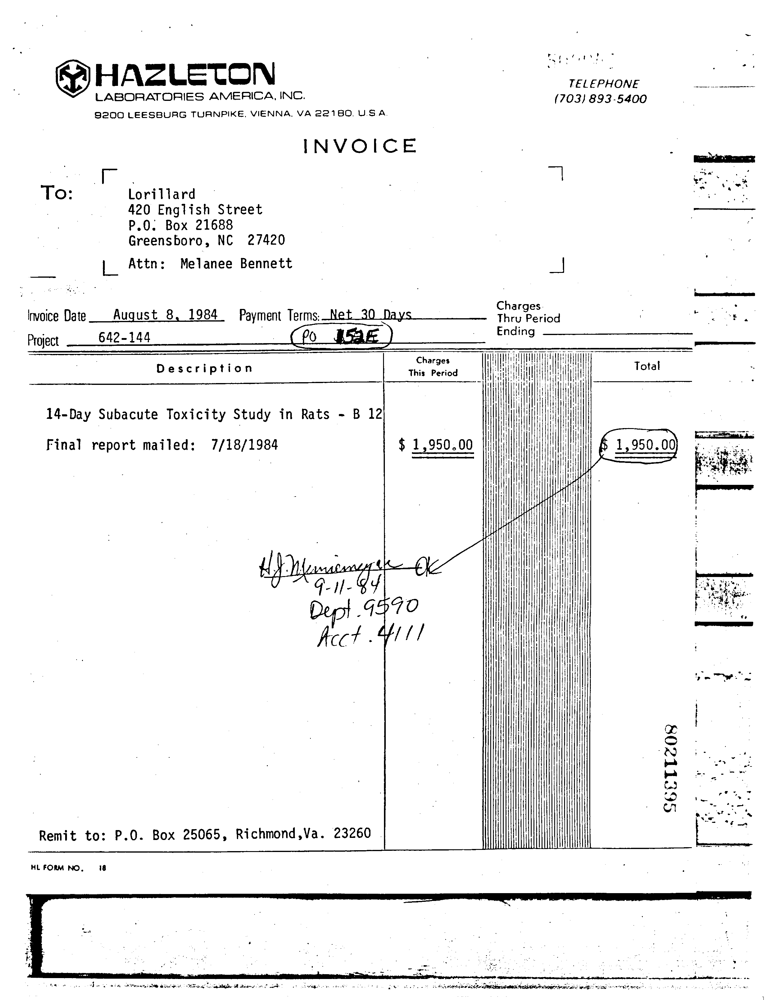 HAZLETON
LABORATORIES AMERICA, INC.
9200 LEESBURG TURNPIKE, VIENNA, VA 22180, U.S.A.
TELEPHONE
(703) 893-5400
INVOICE
To:
Lorillard
420 English Street
P.O. Box 21688
Greensboro, NC 27420
Attn: Melanee Bennett
Invoice Date August 8, 1984 Payment Terms: Net 30 Days
Charges
Thru Period
Ending
Project 642-144
PO 152E
Description
Charges
This Period
Total
14-Day Subacute Toxicity Study in Rats - B 12
Final report mailed: 7/18/1984 $ 1,950.00 $ 1,950.00
H.J. OK
9-11-84
Dept. 9590
Acct. 4111
80211395
Remit to: P.O. Box 25065, Richmond,Va. 23260
HL FORM NO. 18